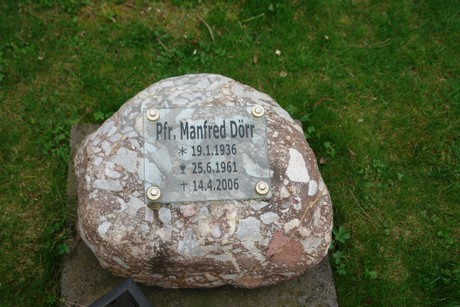 Pfr. Manfred Dörr
* 19.1.1936
25.6.1961
† 14.4.2006